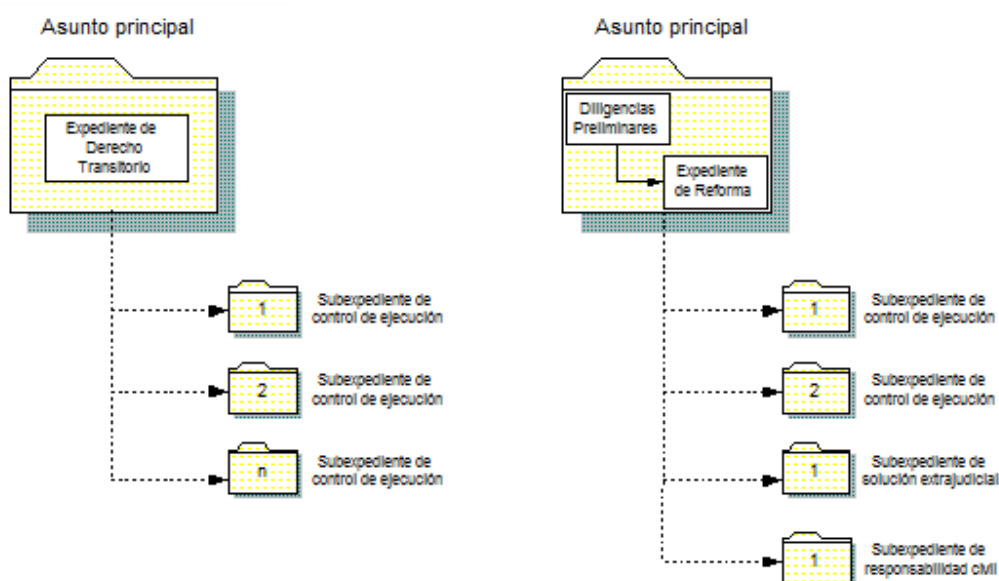 Asunto principal
Expediente de
Derecho
Transitorio
1
Subexpediente de
control de ejecución
2
Subexpediente de
control de ejecución
n
Subexpediente de
control de ejecución
Asunto principal
Diligencias
Preliminares
Expediente
de Reforma
1
Subexpediente de
control de ejecución
2
Subexpediente de
control de ejecución
1
Subexpediente de
solución extrajudicial
1
Subexpediente de
responsabilidad civil